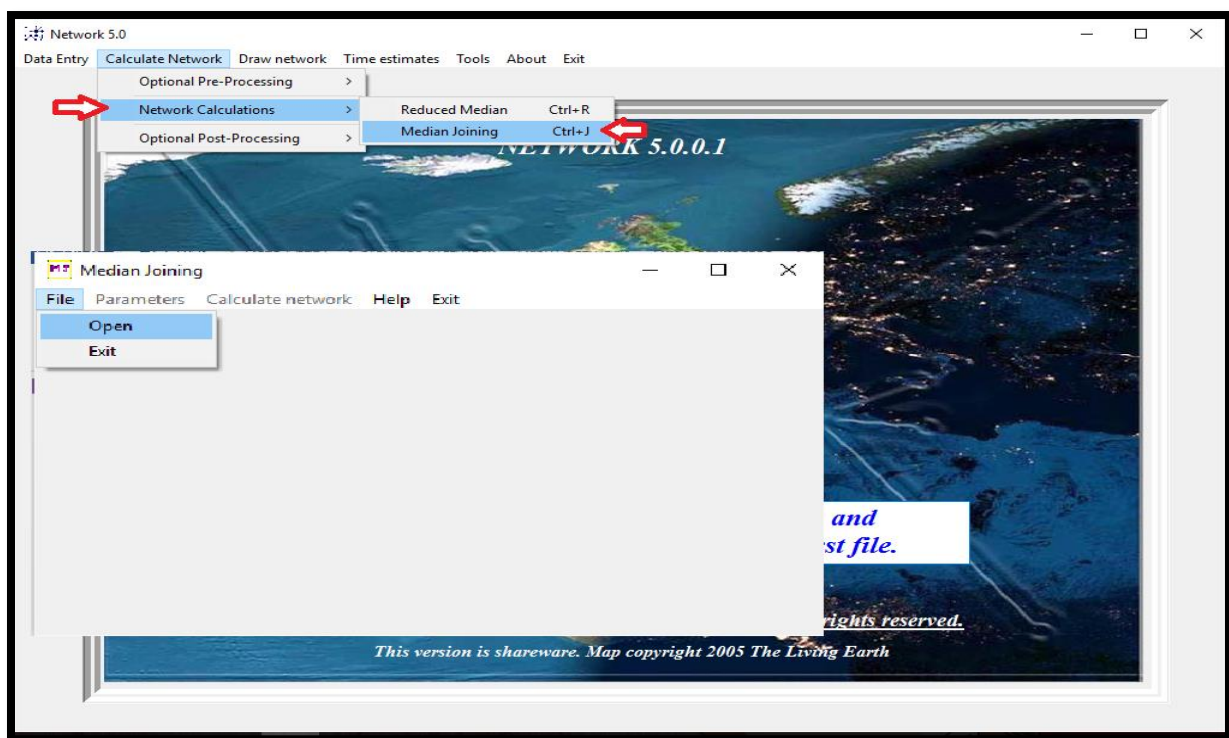 Network 5.0
Data Entry Calculate Network Draw network Time estimates Tools About Exit
Optional Pre-Processing >
Network Calculations >
Reduced Median Ctrl+R
Optional Post-Processing >
Median Joining Ctrl+J
NETWORK 5.0.0.1
Median Joining
File Parameters Calculate network Help Exit
Open
Exit
and
st file.
rights reserved.
This version is shareware. Map copyright 2005 The Living Earth